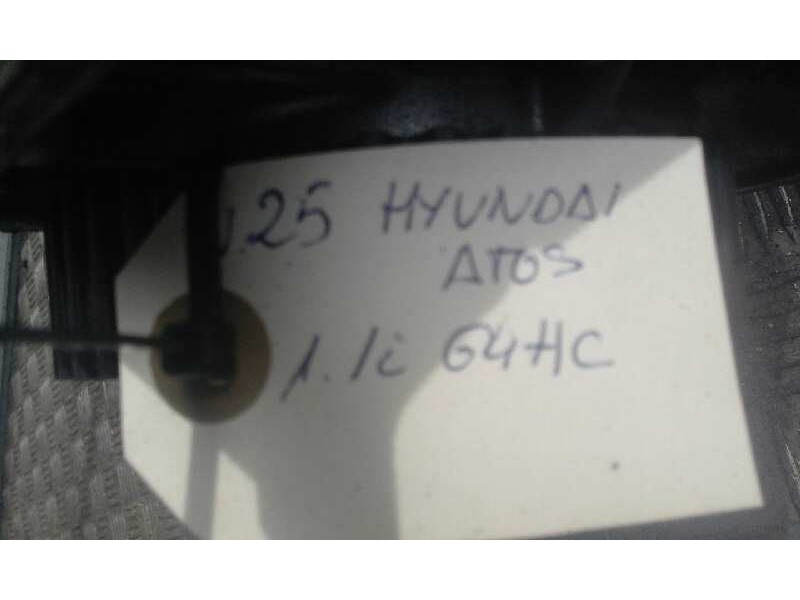 25 HYUNDAI
ATOS
1.1i G4HC